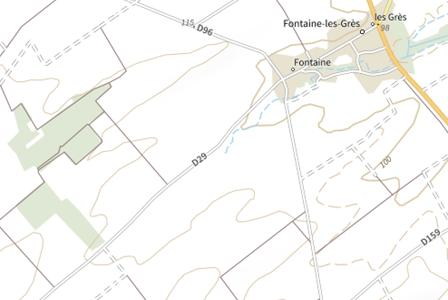 115, D96
Fontaine-les-Grès
les Grès
98
Fontaine
D29
100
D159